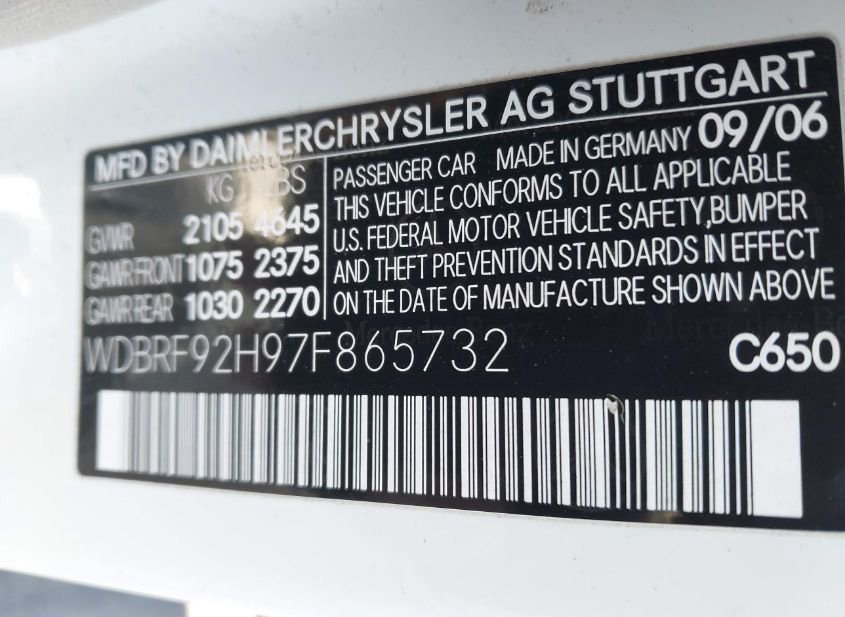 MFD BY DAIMLERCHRYSLER AG STUTTGART
KG LBS
GVWR 2105 4645
GAWR FRONT 1075 2375
GAWR REAR 1030 2270
PASSENGER CAR MADE IN GERMANY 09/06
THIS VEHICLE CONFORMS TO ALL APPLICABLE
U.S. FEDERAL MOTOR VEHICLE SAFETY,BUMPER
AND THEFT PREVENTION STANDARDS IN EFFECT
ON THE DATE OF MANUFACTURE SHOWN ABOVE
WDBRF92H97F865732 C650